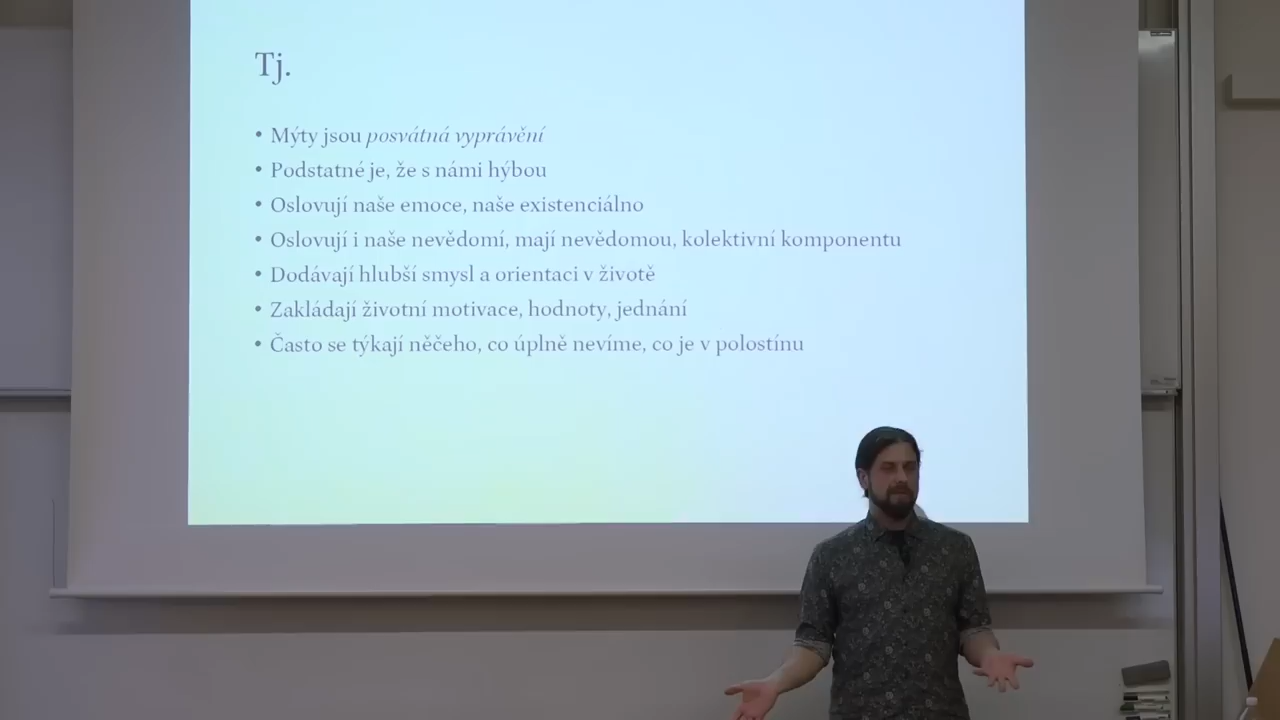 Tj.
• Mýty jsou posvátná vyprávění
• Podstatné je, že s námi hýbou
• Oslovují naše emoce, naše existenciálno
• Oslovují i naše nevědomí, mají nevědomou, kolektivní komponentu
• Dodávají hlubší smysl a orientaci v životě
• Zakládají životní motivace, hodnoty, jednání
• Často se týkají něčeho, co úplně nevíme, co je v polostínu